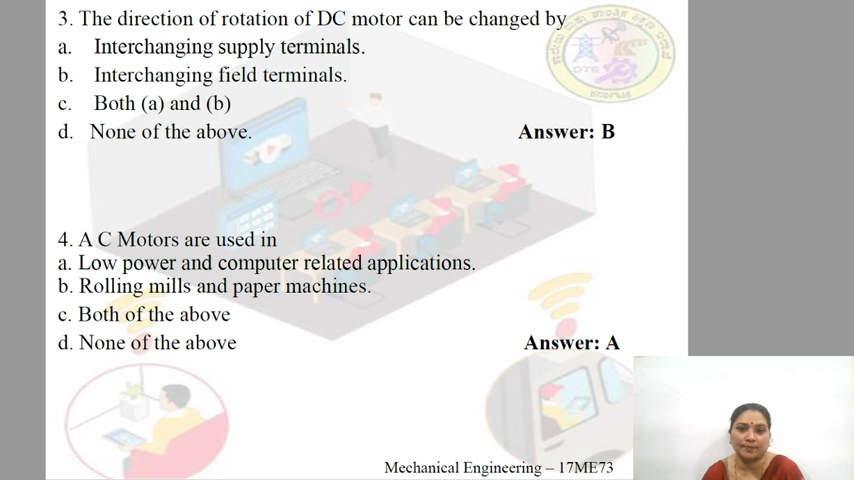 3. The direction of rotation of DC motor can be changed by
a. Interchanging supply terminals.
b. Interchanging field terminals.
c. Both (a) and (b)
d. None of the above.
Answer: B
4. A C Motors are used in
a. Low power and computer related applications.
b. Rolling mills and paper machines.
c. Both of the above
d. None of the above
Answer: A
Mechanical Engineering – 17ME73
DTE